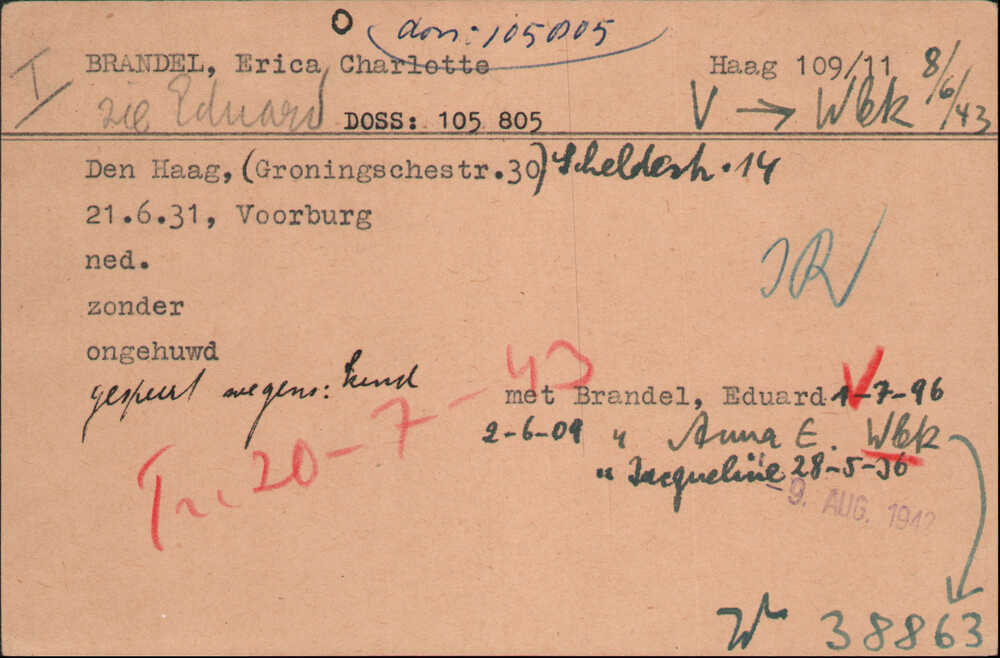 O don: 105805
I BRANDEL, Erica Charlotte Haag 109/11 8/6/43
zie Eduard DOSS: 105 805 V → Wbk
Den Haag, (Groningschestr.30) Scheldestr. 14
21.6.31, Voorburg
ned.
JR
zonder
ongehuwd
gesperrt wegens: kind
met Brandel, Eduard 1-7-96
2-6-09 " Anna E. Wbk
" Jacqueline 28-5-36
Tr. 20-7-43
-9. AUG. 1942
38863